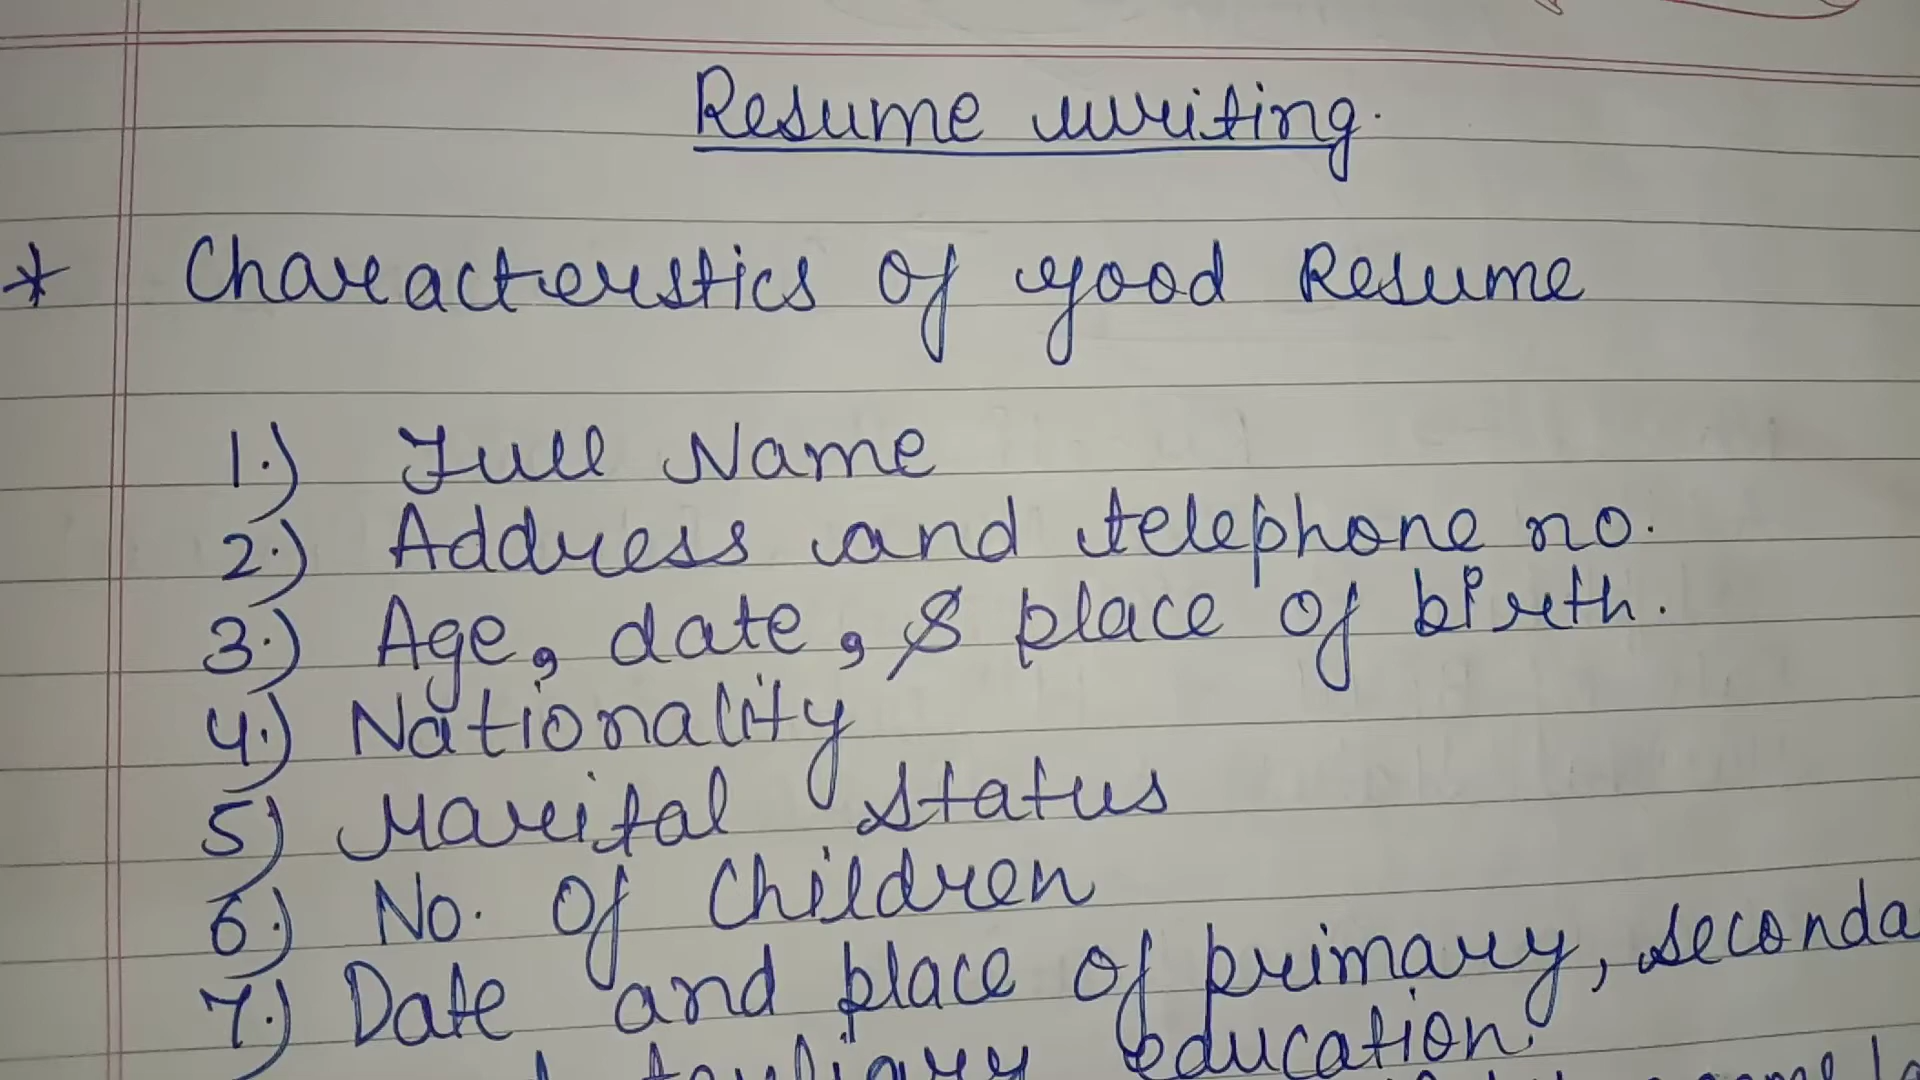 Resume writing.
* Characterstics of good Resume
1.) Full Name
2.) Address and telephone no.
3.) Age, date, & place of birth.
4.) Nationality
5) Marital status
6.) No. of children
7.) Date and place of primary, seconda
education.